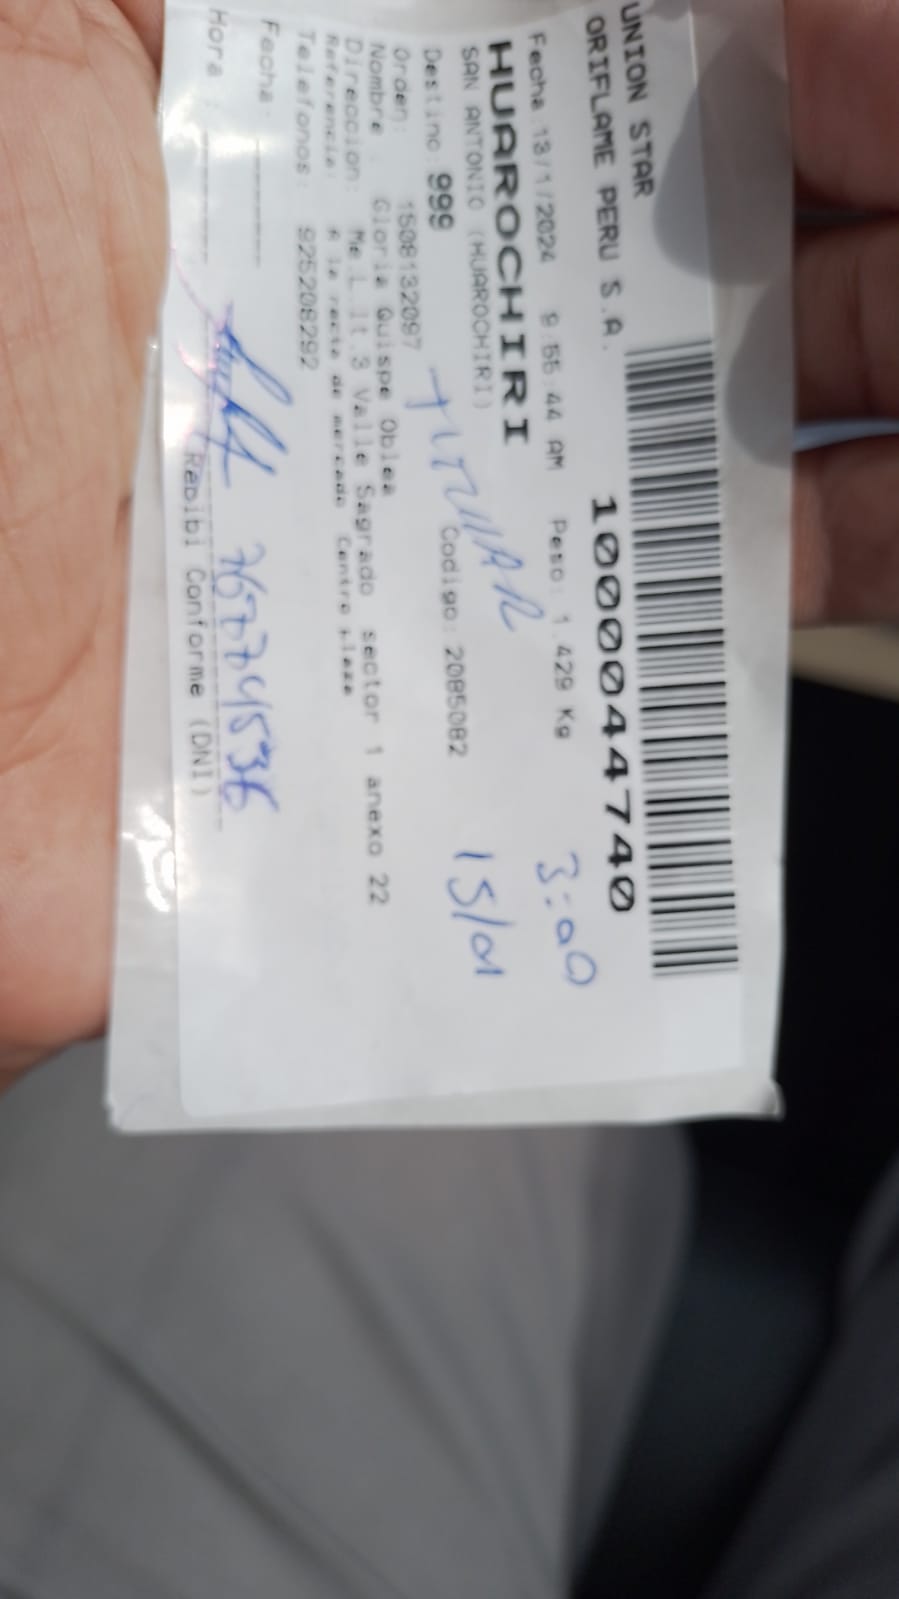 UNION STAR
ORIFLAME PERU S.A.
1000044740
Fecha:13/1/2024 9:55:44 AM Peso: 1.429 Kg
3:00
HUAROCHIRI
SAN ANTONIO (HUAROCHIRI)
TITULAR
15/01
Destino: 999 Codigo: 2085082
Orden: 1508132097
Nombre : Gloria Quispe Oblea
Direccion: Mz L lt 3 Valle Sagrado sector 1 anexo 22
Referencia: A la recta de mercado Centro plaza
Telefonos: 925208292
Fecha:
Hora :
Recibi Conforme (DNI)